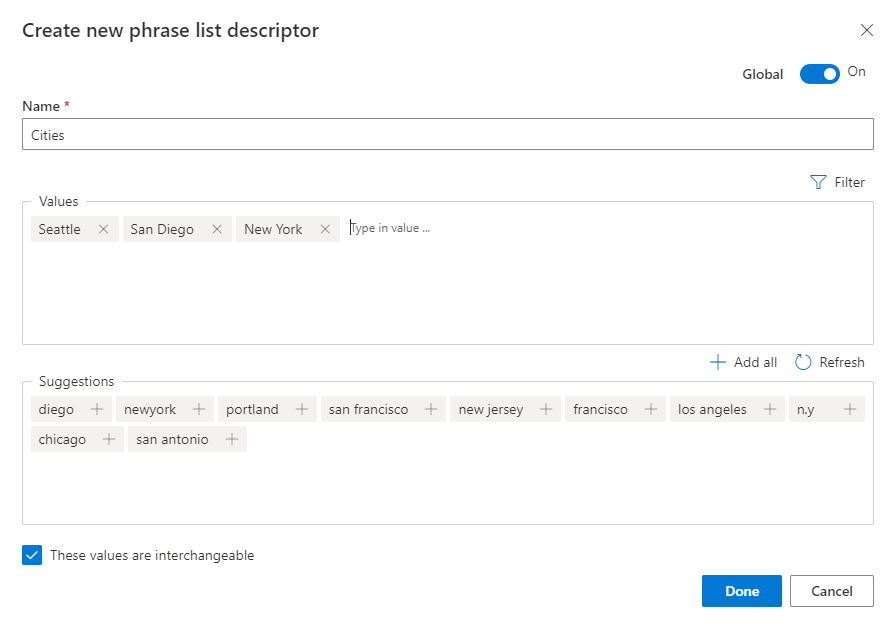 Create new phrase list descriptor
Global On
Name *
Cities
Filter
Values
Seattle San Diego New York Type in value ...
Add all Refresh
Suggestions
diego newyork portland san francisco new jersey francisco los angeles n.y
chicago san antonio
These values are interchangeable
Done Cancel